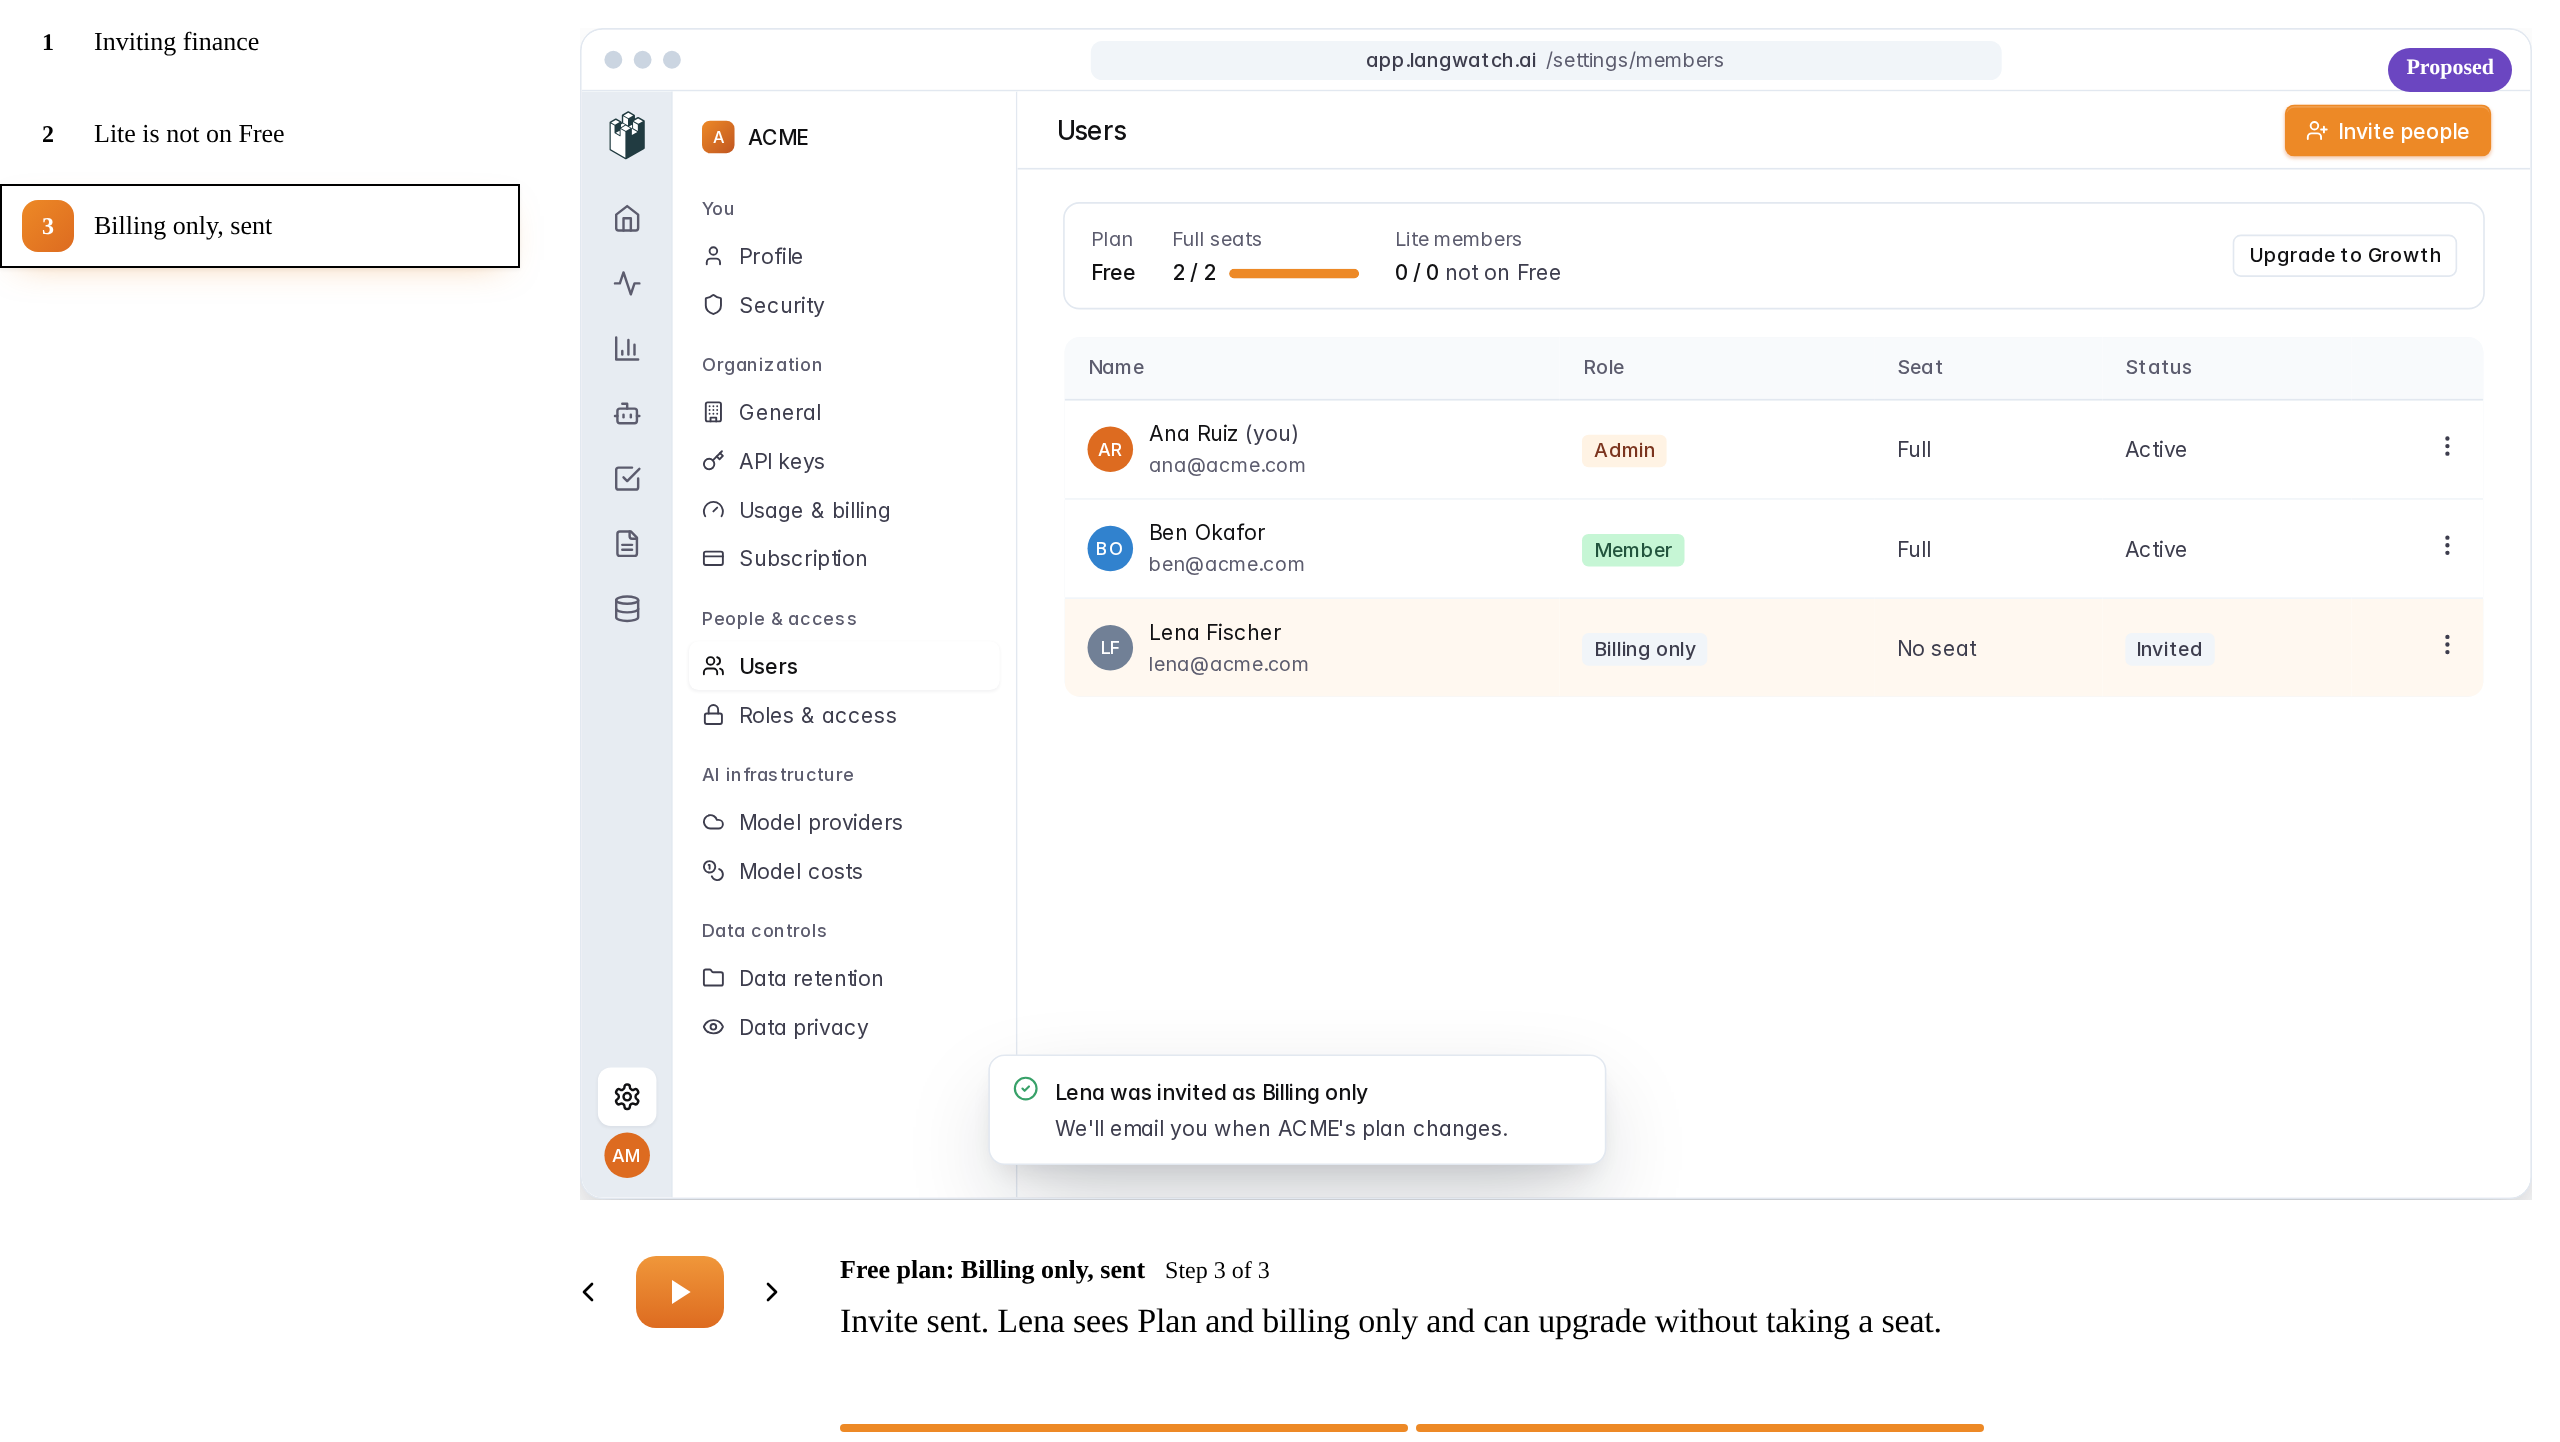 1 Inviting finance
2 Lite is not on Free
3 Billing only, sent
app.langwatch.ai /settings/members
Proposed
A ACME
You
Profile
Security
Organization
General
API keys
Usage & billing
Subscription
People & access
Users
Roles & access
AI infrastructure
Model providers
Model costs
Data controls
Data retention
Data privacy
AM
Users
Invite people
Plan Full seats Lite members
Free 2 / 2 0 / 0 not on Free
Upgrade to Growth
Name Role Seat Status
AR Ana Ruiz (you) Admin Full Active
ana@acme.com
BO Ben Okafor Member Full Active
ben@acme.com
LF Lena Fischer Billing only No seat Invited
lena@acme.com
Lena was invited as Billing only
We'll email you when ACME's plan changes.
Free plan: Billing only, sent Step 3 of 3
Invite sent. Lena sees Plan and billing only and can upgrade without taking a seat.